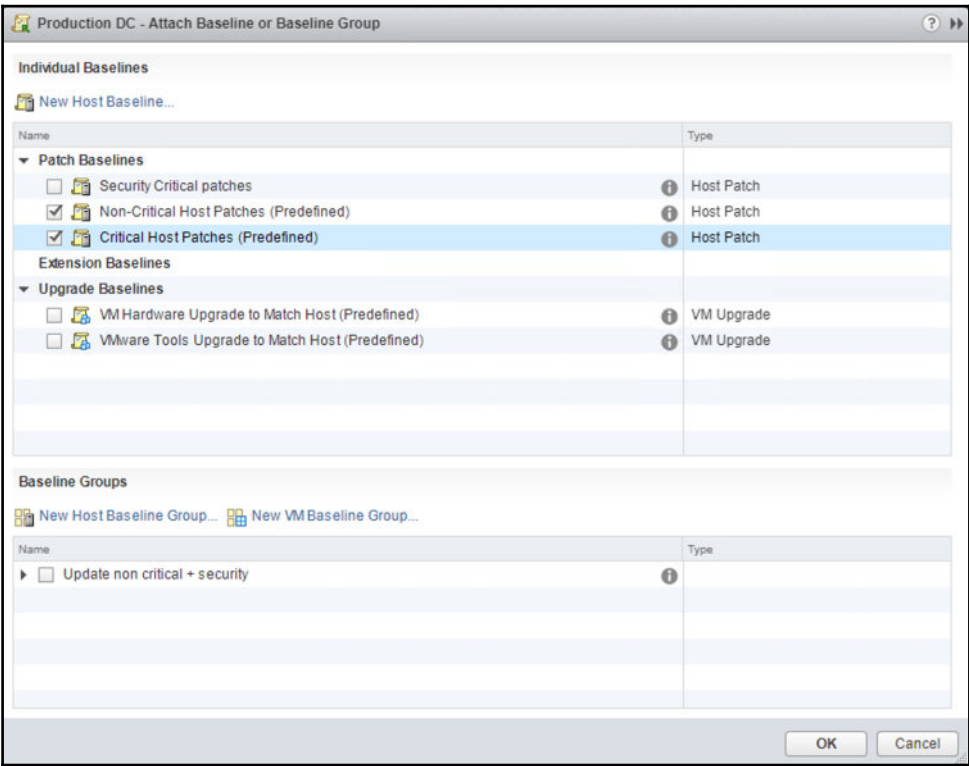 Production DC - Attach Baseline or Baseline Group
Individual Baselines
New Host Baseline...
Name Type
Patch Baselines
Security Critical patches Host Patch
Non-Critical Host Patches (Predefined) Host Patch
Critical Host Patches (Predefined) Host Patch
Extension Baselines
Upgrade Baselines
VM Hardware Upgrade to Match Host (Predefined) VM Upgrade
VMware Tools Upgrade to Match Host (Predefined) VM Upgrade
Baseline Groups
New Host Baseline Group... New VM Baseline Group...
Name Type
Update non critical + security
OK Cancel